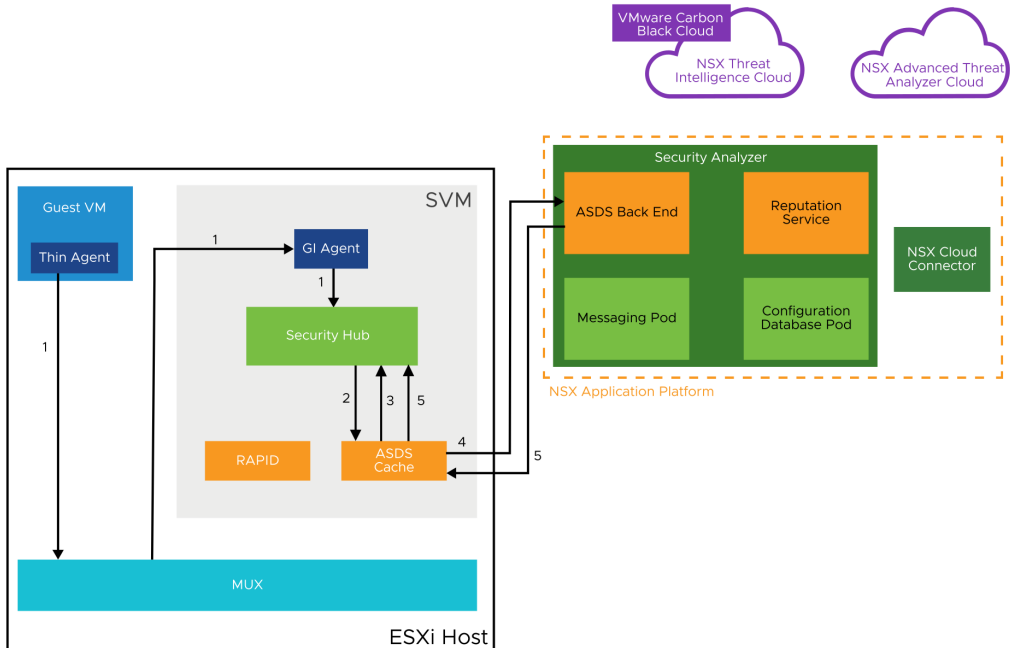 VMware Carbon
Black Cloud
NSX Threat
Intelligence Cloud
NSX Advanced Threat
Analyzer Cloud
Security Analyzer
ASDS Back End
Reputation
Service
NSX Cloud
Connector
Messaging Pod
Configuration
Database Pod
NSX Application Platform
SVM
Guest VM
Thin Agent
1
GI Agent
1
1
Security Hub
2
3
5
4
5
RAPID
ASDS
Cache
MUX
ESXi Host